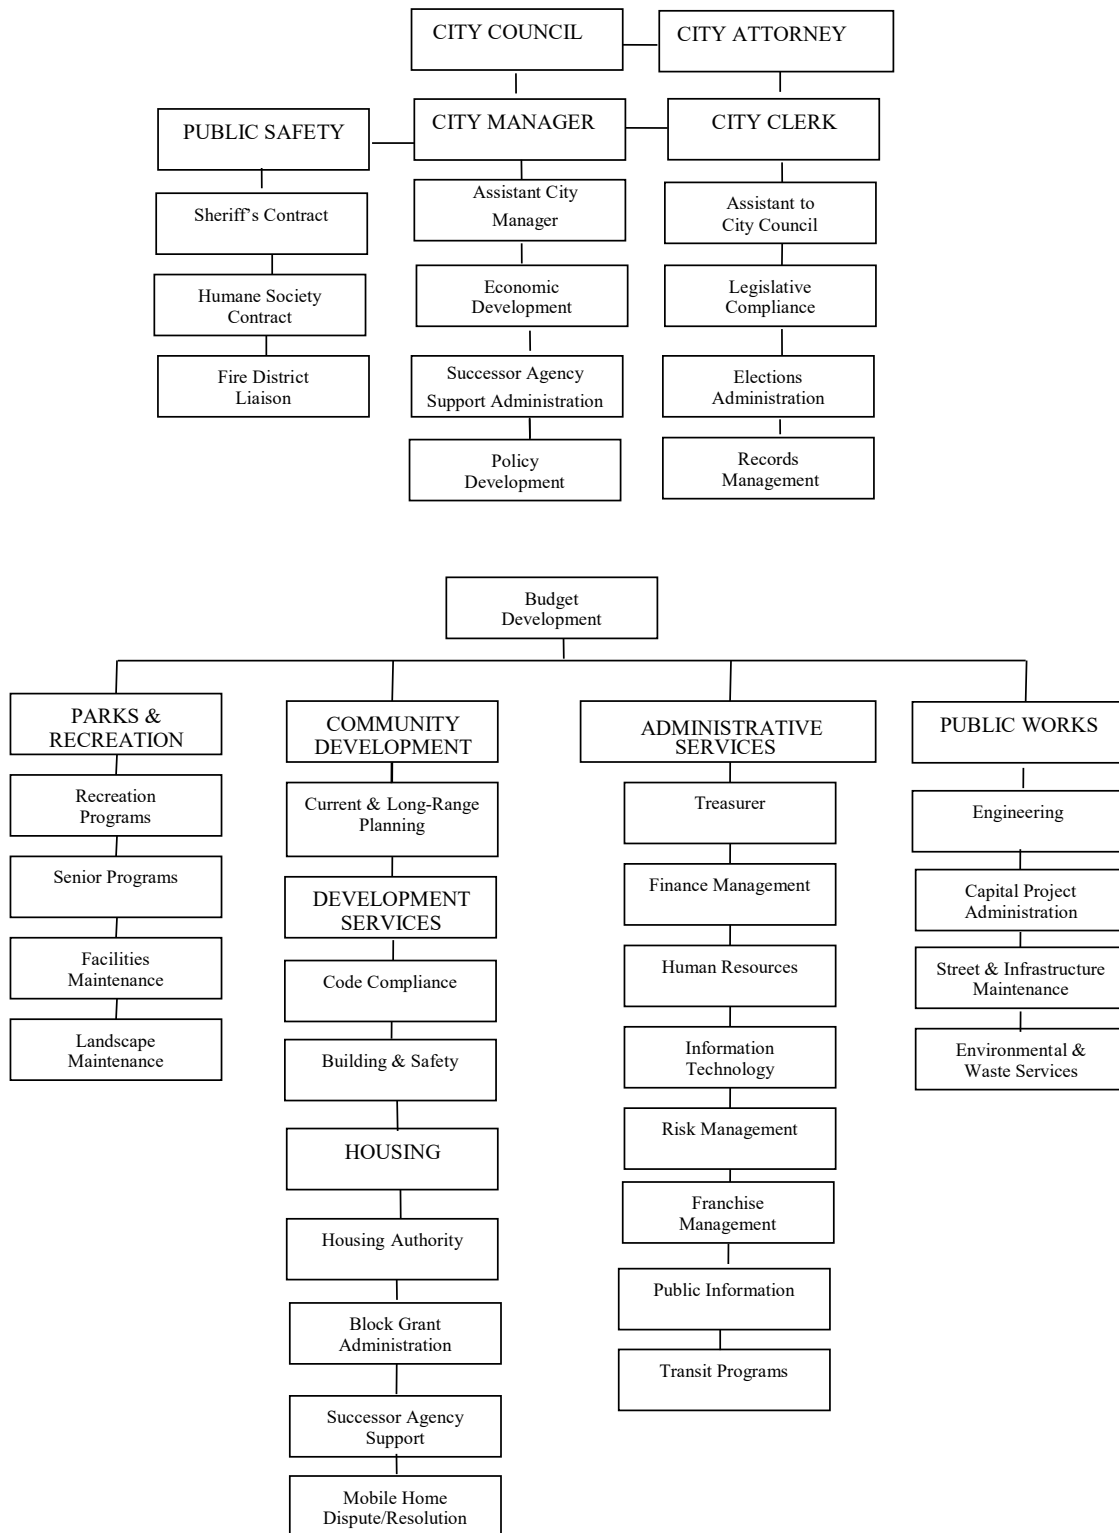 CITY COUNCIL
CITY ATTORNEY
PUBLIC SAFETY
CITY MANAGER
CITY CLERK
Sheriff’s Contract
Humane Society
Contract
Fire District
Liaison
Assistant City
Manager
Economic
Development
Successor Agency
Support Administration
Policy
Development
Assistant to
City Council
Legislative
Compliance
Elections
Administration
Records
Management
Budget
Development
PARKS &
RECREATION
Recreation
Programs
Senior Programs
Facilities
Maintenance
Landscape
Maintenance
COMMUNITY
DEVELOPMENT
Current & Long-Range
Planning
DEVELOPMENT
SERVICES
Code Compliance
Building & Safety
HOUSING
Housing Authority
Block Grant
Administration
Successor Agency
Support
Mobile Home
Dispute/Resolution
ADMINISTRATIVE
SERVICES
Treasurer
Finance Management
Human Resources
Information
Technology
Risk Management
Franchise
Management
Public Information
Transit Programs
PUBLIC WORKS
Engineering
Capital Project
Administration
Street & Infrastructure
Maintenance
Environmental &
Waste Services